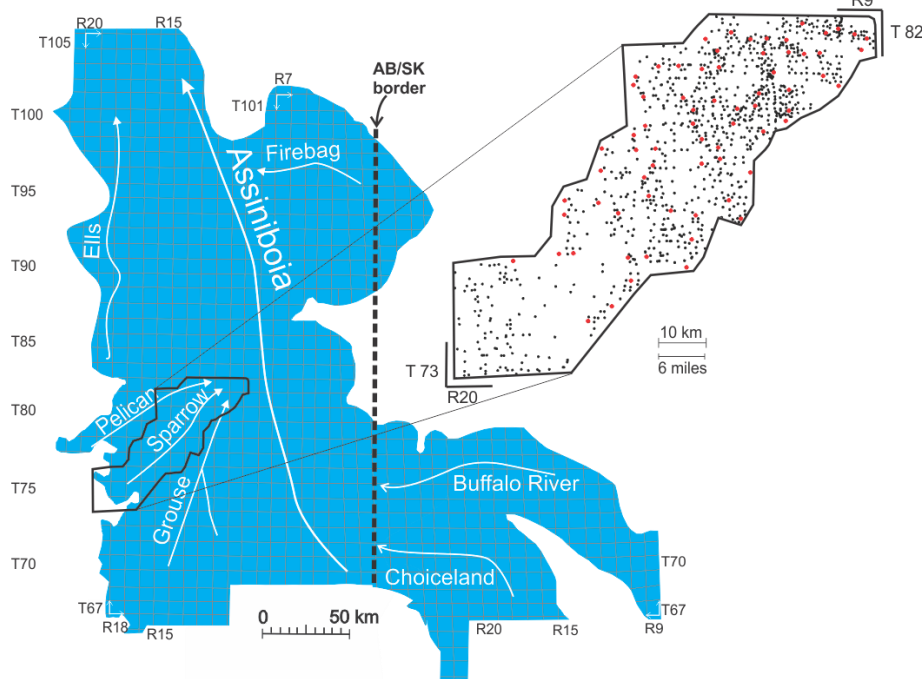 R20
R15
T105
R7
T101
AB/SK
border
R9
T 82
T100
Firebag
Assiniboia
T95
Ells
T90
T85
10 km
6 miles
T 73
R20
T80
Pelican
Sparrow
T75
Grouse
Buffalo River
T70
Choiceland
T70
T67
R18
R15
0 50 km
R20
R15
T67
R9